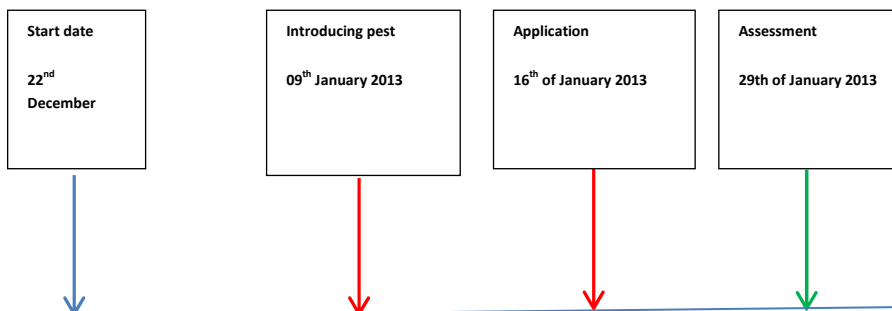 Start date
22nd
December
Introducing pest
09th January 2013
Application
16th of January 2013
Assessment
29th of January 2013